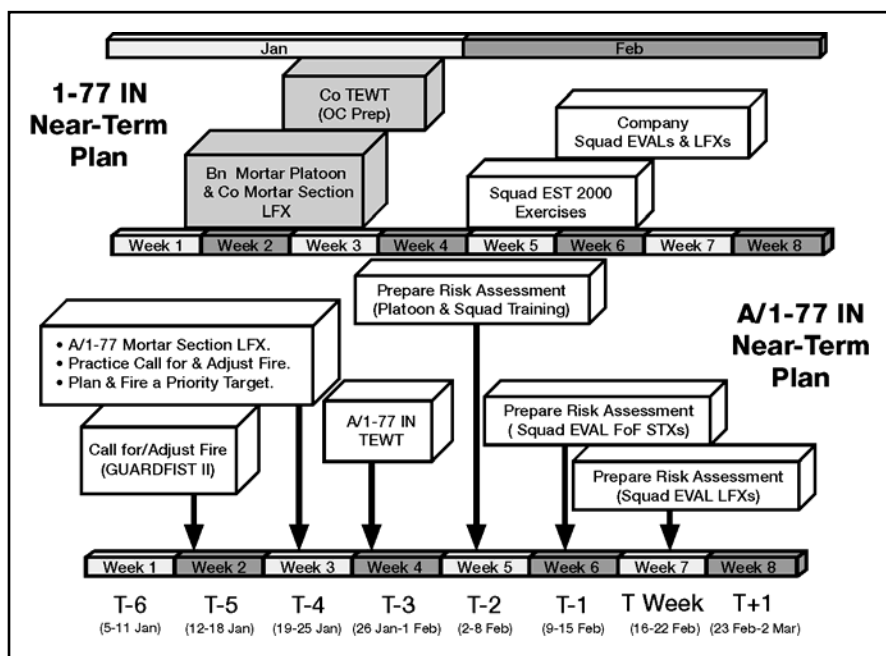 Jan Feb
1-77 IN
Near-Term
Plan
Co TEWT
(OC Prep)
Company
Squad EVALs & LFXs
Bn Mortar Platoon
& Co Mortar Section
LFX
Squad EST 2000
Exercises
Week 1 Week 2 Week 3 Week 4 Week 5 Week 6 Week 7 Week 8
Prepare Risk Assessment
(Platoon & Squad Training)
A/1-77 IN
Near-Term
Plan
• A/1-77 Mortar Section LFX.
• Practice Call for & Adjust Fire.
• Plan & Fire a Priority Target.
Call for/Adjust Fire
(GUARDFIST II)
A/1-77 IN
TEWT
Prepare Risk Assessment
( Squad EVAL FoF STXs)
Prepare Risk Assessment
(Squad EVAL LFXs)
Week 1 Week 2 Week 3 Week 4 Week 5 Week 6 Week 7 Week 8
T-6 T-5 T-4 T-3 T-2 T-1 T Week T+1
(5-11 Jan) (12-18 Jan) (19-25 Jan) (26 Jan-1 Feb) (2-8 Feb) (9-15 Feb) (16-22 Feb) (23 Feb-2 Mar)